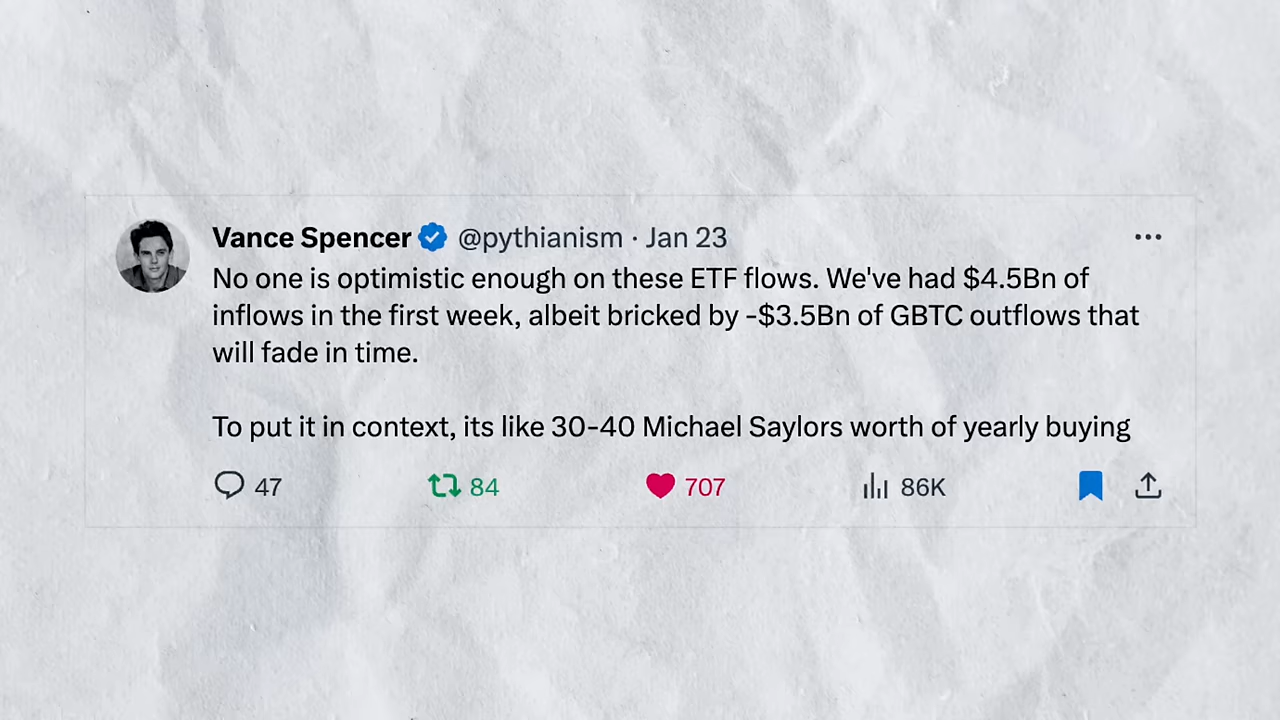 Vance Spencer @pythianism · Jan 23
No one is optimistic enough on these ETF flows. We've had $4.5Bn of
inflows in the first week, albeit bricked by -$3.5Bn of GBTC outflows that
will fade in time.
To put it in context, its like 30-40 Michael Saylors worth of yearly buying
47 84 707 86K